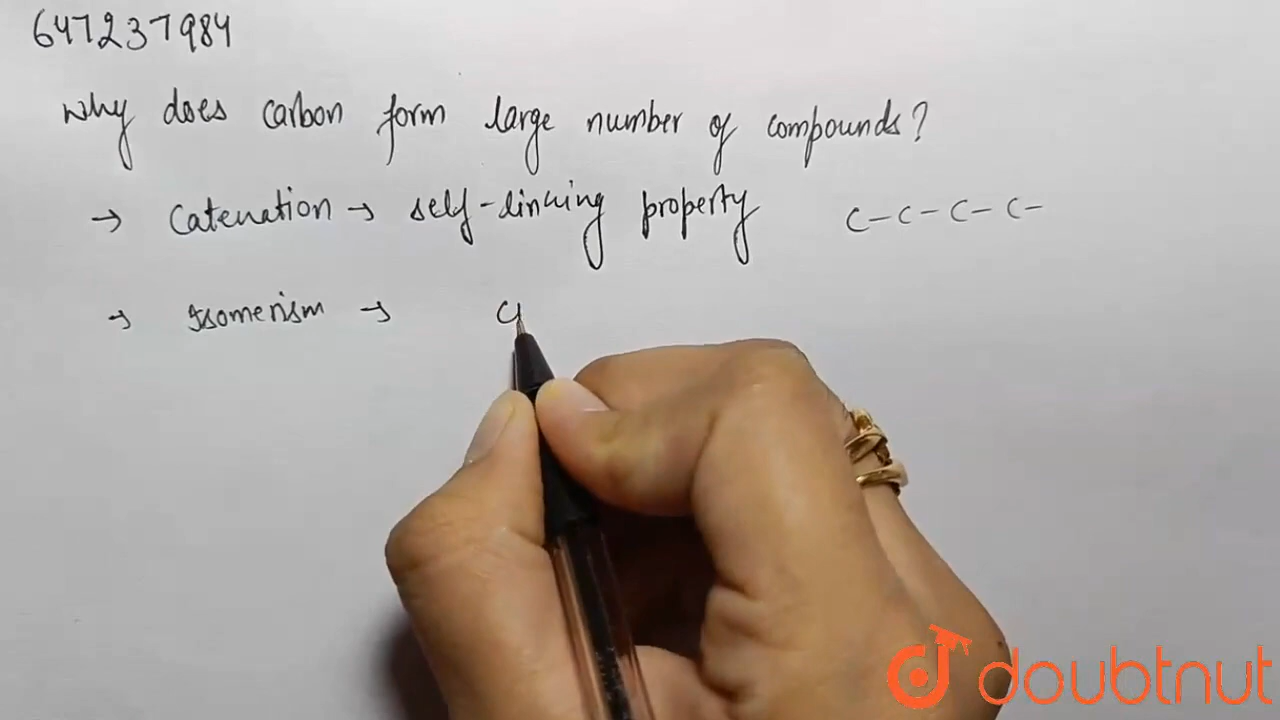 647237984
Why does carbon form large number of compounds?
→ Catenation → self-linking property C-C-C-C-
→ Isomerism → C
doubtnut